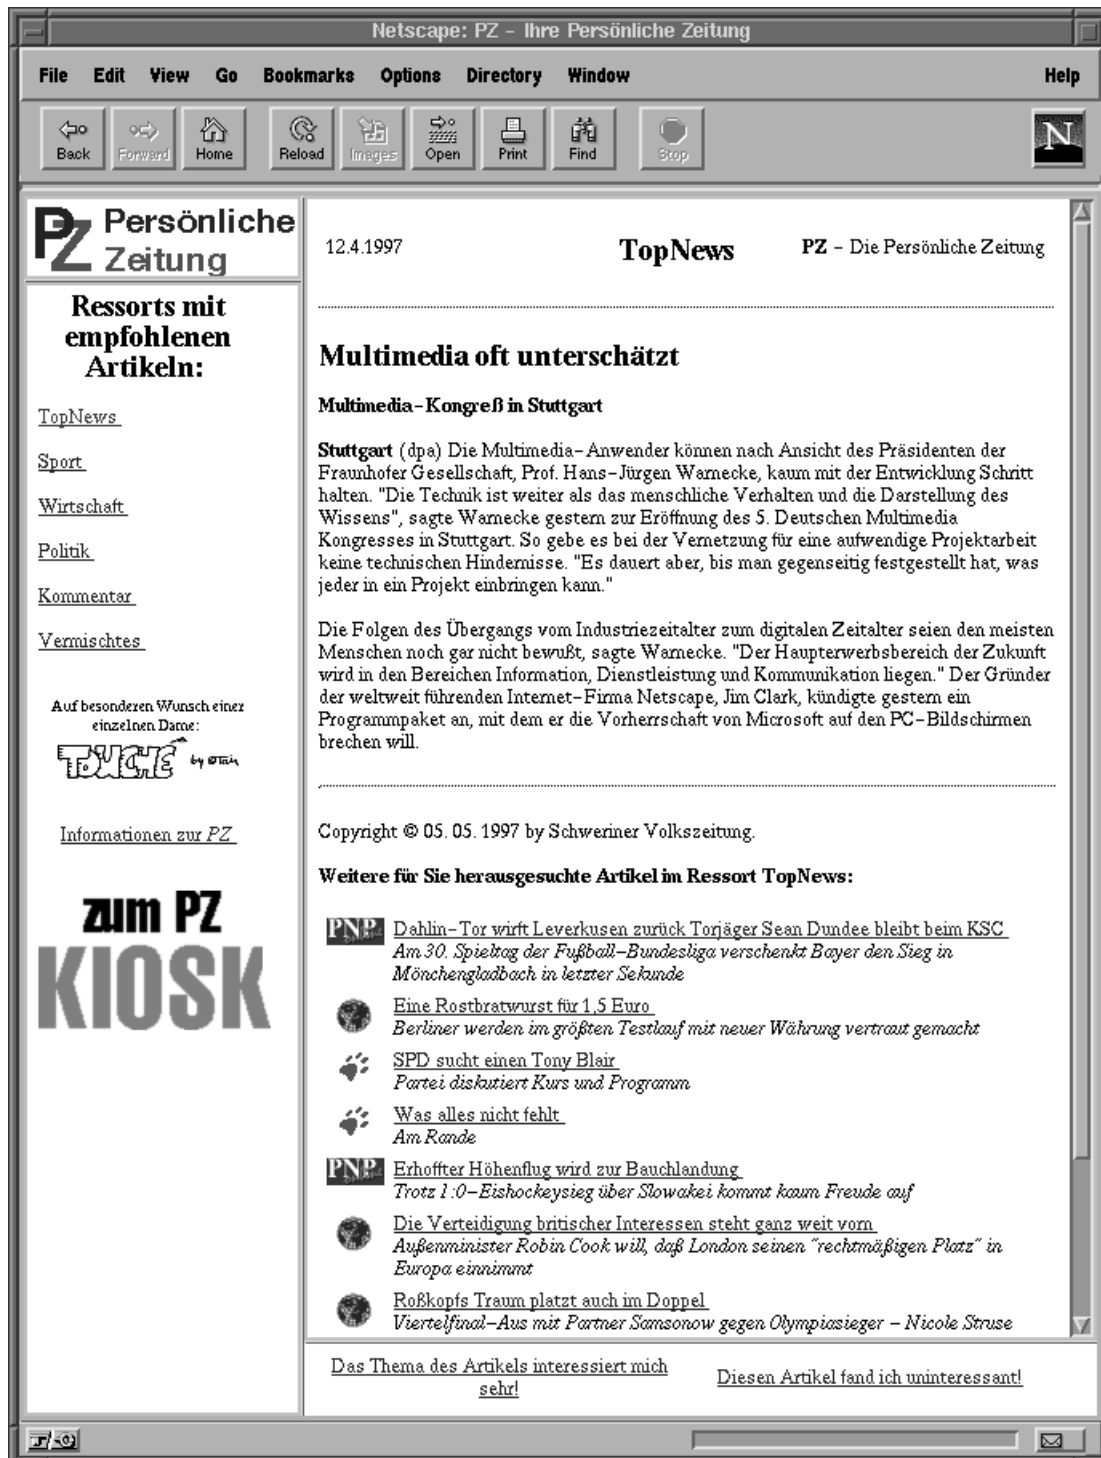 Netscape: PZ – Ihre Persönliche Zeitung
File Edit View Go Bookmarks Options Directory Window Help
Back Forward Home Reload Images Open Print Find Stop
N
PZ Persönliche
Zeitung
Ressorts mit
empfohlenen
Artikeln:
TopNews
Sport
Wirtschaft
Politik
Kommentar
Vermischtes
Auf besonderen Wunsch einer
einzelnen Dame:
TOUCHÉ by ©TOM
Informationen zur PZ
zum PZ
KIOSK
12.4.1997 TopNews PZ – Die Persönliche Zeitung
Multimedia oft unterschätzt
Multimedia–Kongreß in Stuttgart
Stuttgart (dpa) Die Multimedia–Anwender können nach Ansicht des Präsidenten der
Fraunhofer Gesellschaft, Prof. Hans–Jürgen Warnecke, kaum mit der Entwicklung Schritt
halten. "Die Technik ist weiter als das menschliche Verhalten und die Darstellung des
Wissens", sagte Warnecke gestern zur Eröffnung des 5. Deutschen Multimedia
Kongresses in Stuttgart. So gebe es bei der Vernetzung für eine aufwendige Projektarbeit
keine technischen Hindernisse. "Es dauert aber, bis man gegenseitig festgestellt hat, was
jeder in ein Projekt einbringen kann."
Die Folgen des Übergangs vom Industriezeitalter zum digitalen Zeitalter seien den meisten
Menschen noch gar nicht bewußt, sagte Warnecke. "Der Haupterwerbsbereich der Zukunft
wird in den Bereichen Information, Dienstleistung und Kommunikation liegen." Der Gründer
der weltweit führenden Internet–Firma Netscape, Jim Clark, kündigte gestern ein
Programmpaket an, mit dem er die Vorherrschaft von Microsoft auf den PC–Bildschirmen
brechen will.
Copyright © 05. 05. 1997 by Schweriner Volkszeitung.
Weitere für Sie herausgesuchte Artikel im Ressort TopNews:
PNP Dahlin–Tor wirft Leverkusen zurück Torjäger Sean Dundee bleibt beim KSC
Am 30. Spieltag der Fußball–Bundesliga verschenkt Bayer den Sieg in
Mönchengladbach in letzter Sekunde
Eine Rostbratwurst für 1,5 Euro
Berliner werden im größten Testlauf mit neuer Währung vertraut gemacht
SPD sucht einen Tony Blair
Partei diskutiert Kurs und Programm
Was alles nicht fehlt
Am Rande
PNP Erhoffter Höhenflug wird zur Bauchlandung
Trotz 1:0–Eishockeysieg über Slowakei kommt kaum Freude auf
Die Verteidigung britischer Interessen steht ganz weit vorn
Außenminister Robin Cook will, daß London seinen "rechtmäßigen Platz" in
Europa einnimmt
Roßkopfs Traum platzt auch im Doppel
Viertelfinal–Aus mit Partner Samsonow gegen Olympiasieger – Nicole Struse
Das Thema des Artikels interessiert mich
sehr!
Diesen Artikel fand ich uninteressant!